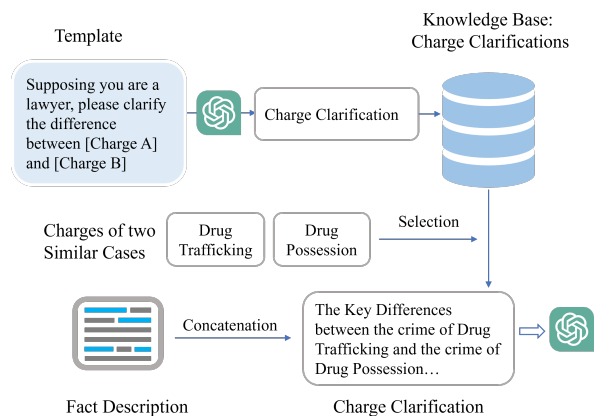 Template
Knowledge Base:
Charge Clarifications
Supposing you are a
lawyer, please clarify
the difference
between [Charge A]
and [Charge B]
Charge Clarification
Charges of two
Similar Cases
Drug
Trafficking
Drug
Possession
Selection
Concatenation
The Key Differences
between the crime of Drug
Trafficking and the crime of
Drug Possession…
Fact Description
Charge Clarification